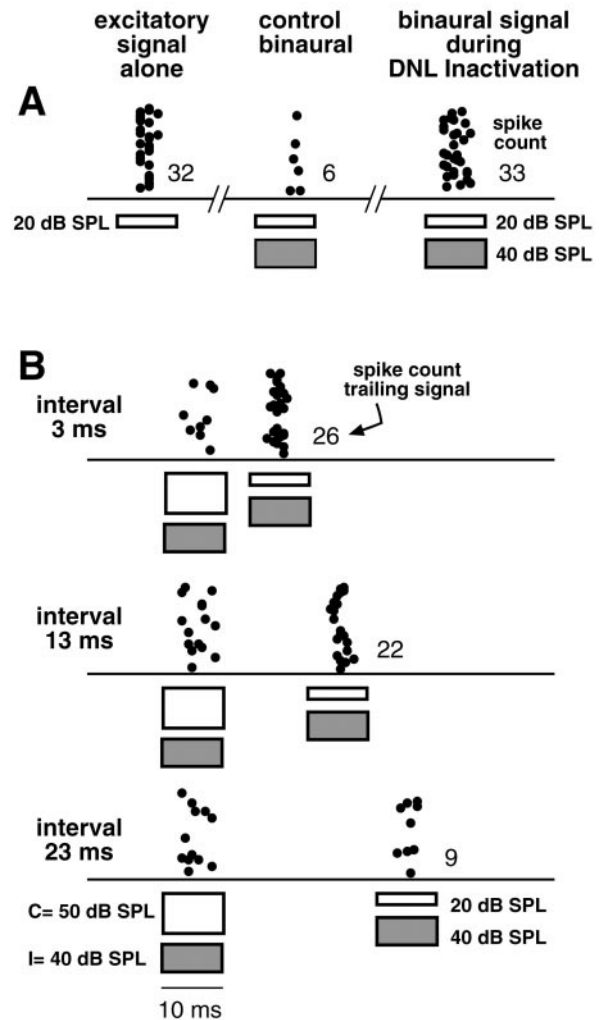 excitatory
signal
alone
control
binaural
binaural signal
during
DNL Inactivation
A
spike
count
32
6
33
20 dB SPL
20 dB SPL
40 dB SPL
B
interval
3 ms
spike count
trailing signal
26
interval
13 ms
22
interval
23 ms
9
C= 50 dB SPL
20 dB SPL
I= 40 dB SPL
40 dB SPL
10 ms